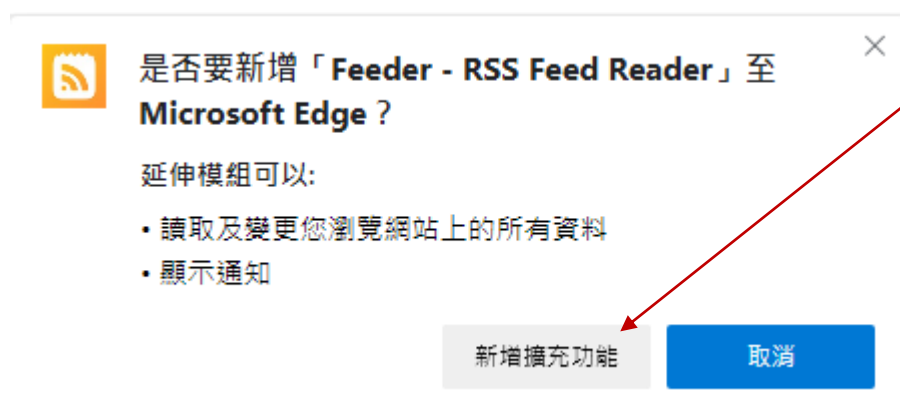 是否要新增「Feeder - RSS Feed Reader」至
Microsoft Edge？
延伸模組可以:
• 讀取及變更您瀏覽網站上的所有資料
• 顯示通知
新增擴充功能 取消